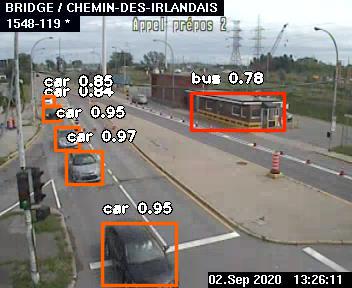 BRIDGE / CHEMIN-DES-IRLANDAIS
1548-119 *
Appel prépos 2
car 0.85
car 0.84
bus 0.78
car 0.95
car 0.97
car 0.95
02.Sep 2020 13:26:11